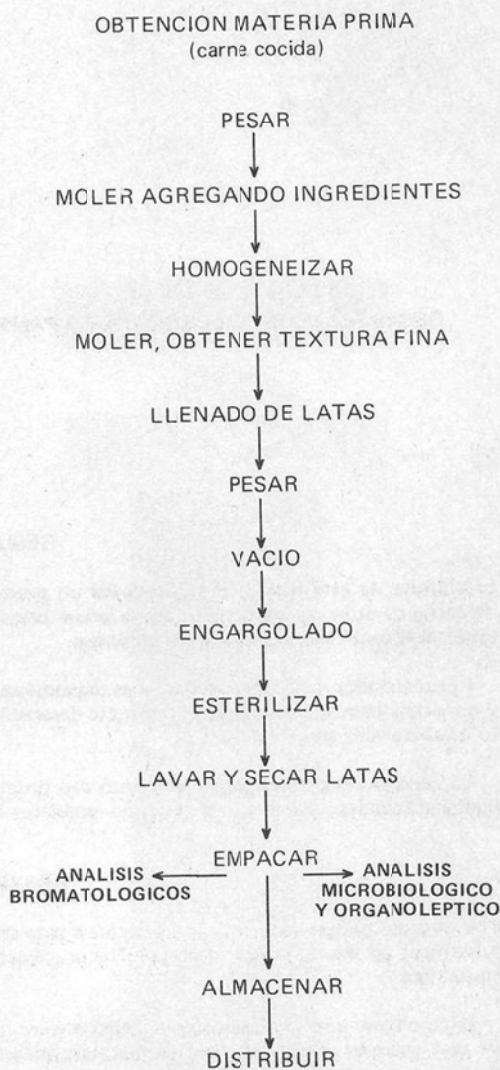 OBTENCION MATERIA PRIMA
(carne cocida)
PESAR
MOLER AGREGANDO INGREDIENTES
HOMOGENEIZAR
MOLER, OBTENER TEXTURA FINA
LLENADO DE LATAS
PESAR
VACIO
ENGARGOLADO
ESTERILIZAR
LAVAR Y SECAR LATAS
EMPACAR
ANALISIS
BROMATOLOGICOS
ANALISIS
MICROBIOLOGICO
Y ORGANOLEPTICO
ALMACENAR
DISTRIBUIR